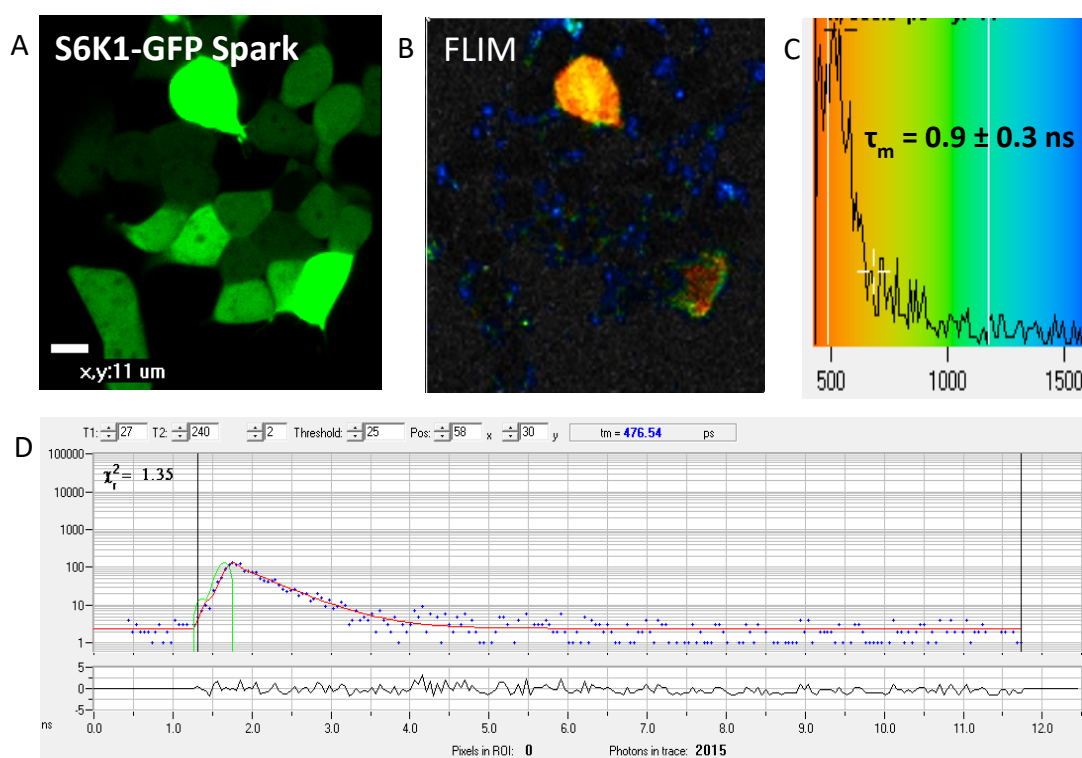 A
S6K1-GFP Spark
x,y:11 um
B
FLIM
C
τm = 0.9 ± 0.3 ns
500 1000 1500
D
T1: 27 T2: 240 2 Threshold: 25 Pos: 58 x 30 y tm = 476.54 ps
χ²r = 1.35
100000
10000
1000
100
10
1
5
0
-5
ns 0.0 1.0 2.0 3.0 4.0 5.0 6.0 7.0 8.0 9.0 10.0 11.0 12.0
Pixels in ROI: 0 Photons in trace: 2015